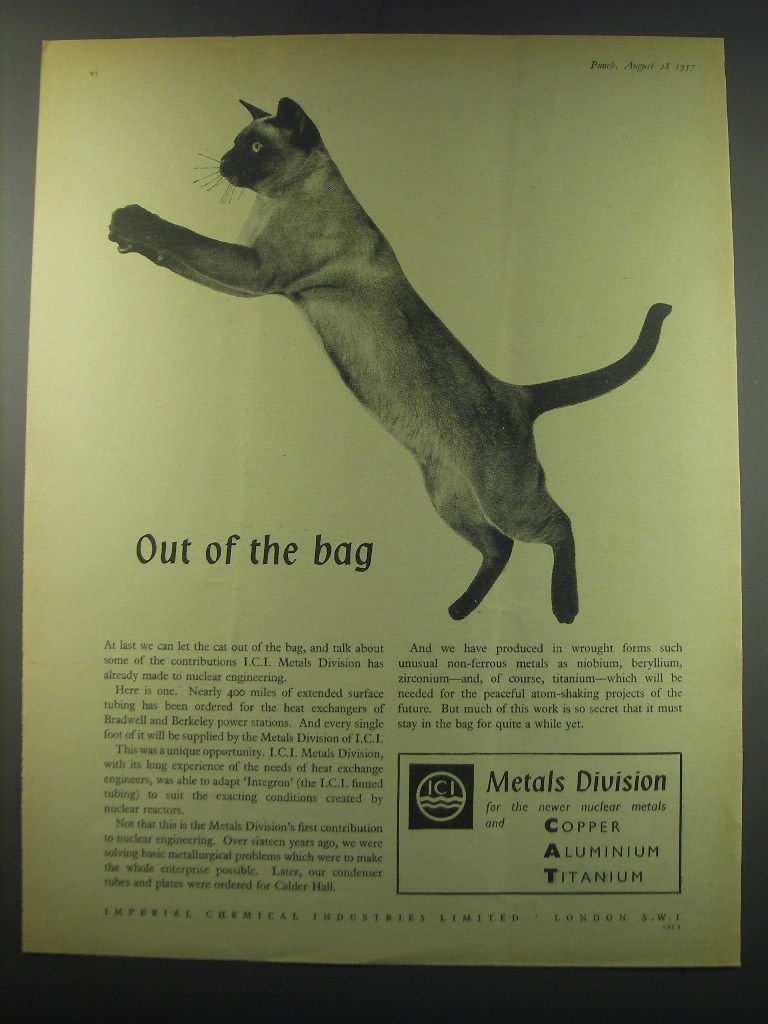 vi
Punch, August 28 1957
Out of the bag
At last we can let the cat out of the bag, and talk about
some of the contributions I.C.I. Metals Division has
already made to nuclear engineering.
Here is one. Nearly 400 miles of extended surface
tubing has been ordered for the heat exchangers of
Bradwell and Berkeley power stations. And every single
foot of it will be supplied by the Metals Division of I.C.I.
This was a unique opportunity. I.C.I. Metals Division,
with its long experience of the needs of heat exchange
engineers, was able to adapt 'Integron' (the I.C.I. finned
tubing) to suit the exacting conditions created by
nuclear reactors.
Not that this is the Metals Division's first contribution
to nuclear engineering. Over sixteen years ago, we were
solving basic metallurgical problems which were to make
the whole enterprise possible. Later, our condenser
tubes and plates were ordered for Calder Hall.
And we have produced in wrought forms such
unusual non-ferrous metals as niobium, beryllium,
zirconium—and, of course, titanium—which will be
needed for the peaceful atom-shaking projects of the
future. But much of this work is so secret that it must
stay in the bag for quite a while yet.
ICI
Metals Division
for the newer nuclear metals
and COPPER
ALUMINIUM
TITANIUM
IMPERIAL CHEMICAL INDUSTRIES LIMITED · LONDON S.W.1
CAT 1